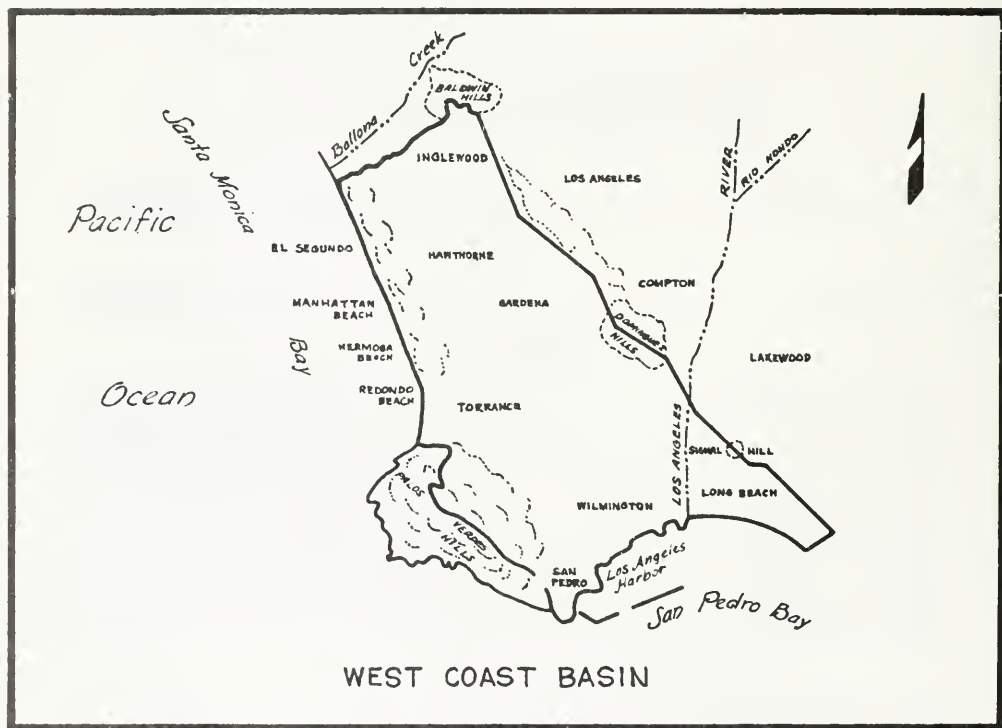 Creek
Ballona
BALDWIN
HILLS
Santa Monica
Bay
INGLEWOOD
LOS ANGELES
RIVER
RIO HONDO
Pacific
Ocean
EL SEGUNDO
HAWTHORNE
COMPTON
MANHATTAN
BEACH
GARDENA
DOMINGUEZ
HILLS
HERMOSA
BEACH
LAKEWOOD
REDONDO
BEACH
TORRANCE
LOS ANGELES
SIGNAL HILL
PALOS
VERDES
HILLS
WILMINGTON
LONG BEACH
SAN
PEDRO
Los Angeles
Harbor
San Pedro Bay
WEST COAST BASIN